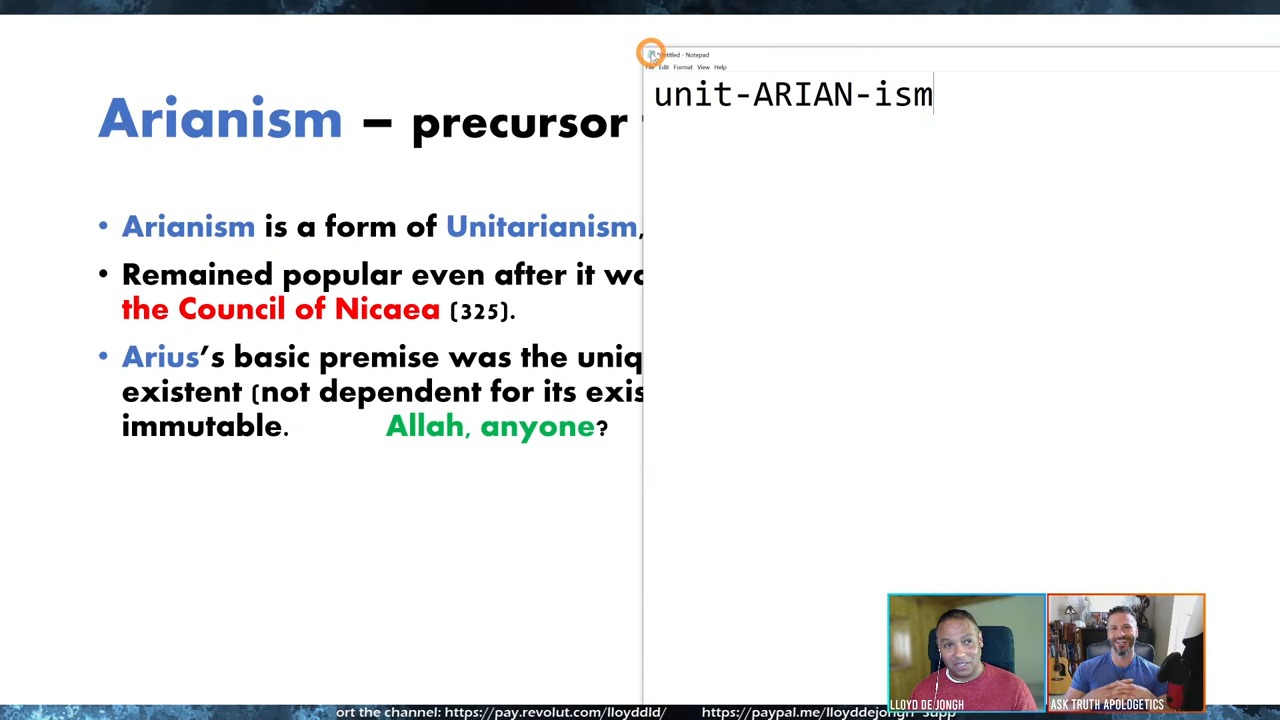 Arianism – precursor
• Arianism is a form of Unitarianism,
• Remained popular even after it wa
the Council of Nicaea (325).
• Arius’s basic premise was the uniq
existent (not dependent for its exis
immutable. Allah, anyone?
*Untitled - Notepad
File Edit Format View Help
unit-ARIAN-ism
LLOYD DE JONGH
ASK TRUTH APOLOGETICS
ort the channel: https://pay.revolut.com/lloyddld/ https://paypal.me/lloyddejongh supp